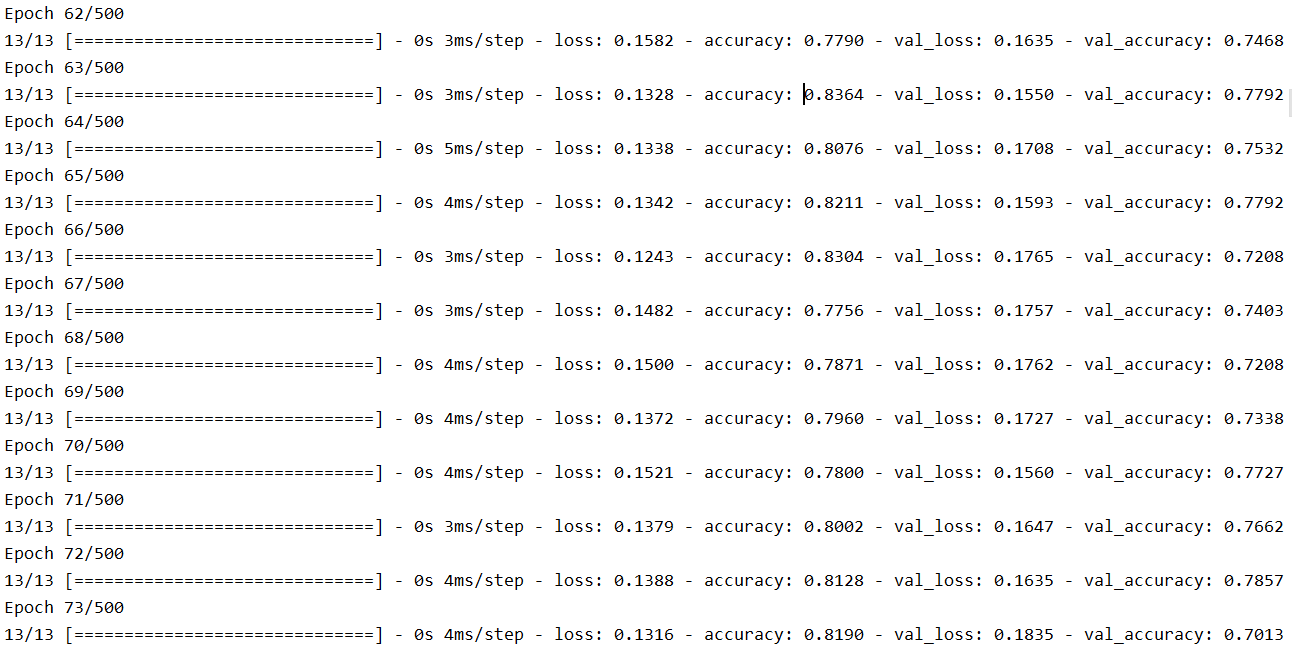 Epoch 62/500
13/13 [==============================] - 0s 3ms/step - loss: 0.1582 - accuracy: 0.7790 - val_loss: 0.1635 - val_accuracy: 0.7468
Epoch 63/500
13/13 [==============================] - 0s 3ms/step - loss: 0.1328 - accuracy: 0.8364 - val_loss: 0.1550 - val_accuracy: 0.7792
Epoch 64/500
13/13 [==============================] - 0s 5ms/step - loss: 0.1338 - accuracy: 0.8076 - val_loss: 0.1708 - val_accuracy: 0.7532
Epoch 65/500
13/13 [==============================] - 0s 4ms/step - loss: 0.1342 - accuracy: 0.8211 - val_loss: 0.1593 - val_accuracy: 0.7792
Epoch 66/500
13/13 [==============================] - 0s 3ms/step - loss: 0.1243 - accuracy: 0.8304 - val_loss: 0.1765 - val_accuracy: 0.7208
Epoch 67/500
13/13 [==============================] - 0s 3ms/step - loss: 0.1482 - accuracy: 0.7756 - val_loss: 0.1757 - val_accuracy: 0.7403
Epoch 68/500
13/13 [==============================] - 0s 4ms/step - loss: 0.1500 - accuracy: 0.7871 - val_loss: 0.1762 - val_accuracy: 0.7208
Epoch 69/500
13/13 [==============================] - 0s 4ms/step - loss: 0.1372 - accuracy: 0.7960 - val_loss: 0.1727 - val_accuracy: 0.7338
Epoch 70/500
13/13 [==============================] - 0s 4ms/step - loss: 0.1521 - accuracy: 0.7800 - val_loss: 0.1560 - val_accuracy: 0.7727
Epoch 71/500
13/13 [==============================] - 0s 3ms/step - loss: 0.1379 - accuracy: 0.8002 - val_loss: 0.1647 - val_accuracy: 0.7662
Epoch 72/500
13/13 [==============================] - 0s 4ms/step - loss: 0.1388 - accuracy: 0.8128 - val_loss: 0.1635 - val_accuracy: 0.7857
Epoch 73/500
13/13 [==============================] - 0s 4ms/step - loss: 0.1316 - accuracy: 0.8190 - val_loss: 0.1835 - val_accuracy: 0.7013